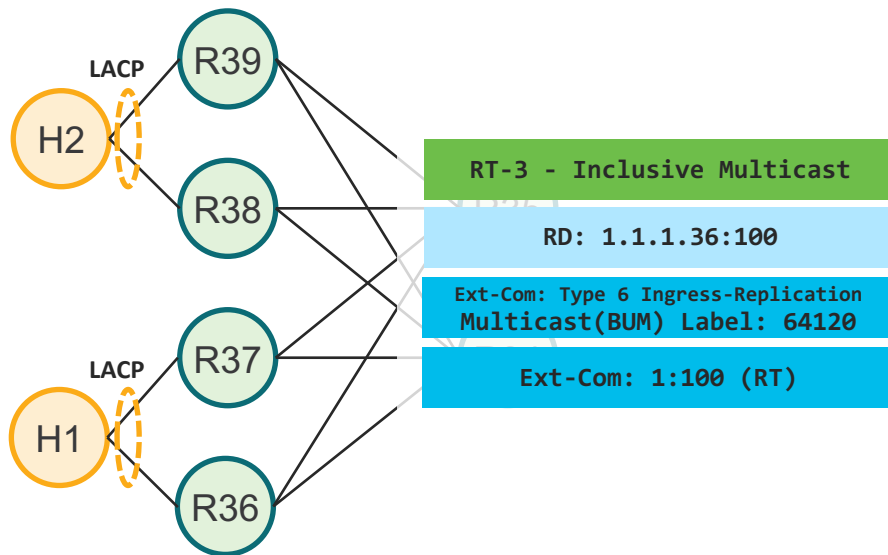 R39
LACP
H2
R38
RT-3 - Inclusive Multicast
RD: 1.1.1.36:100
Ext-Com: Type 6 Ingress-Replication
Multicast(BUM) Label: 64120
Ext-Com: 1:100 (RT)
R37
LACP
H1
R36